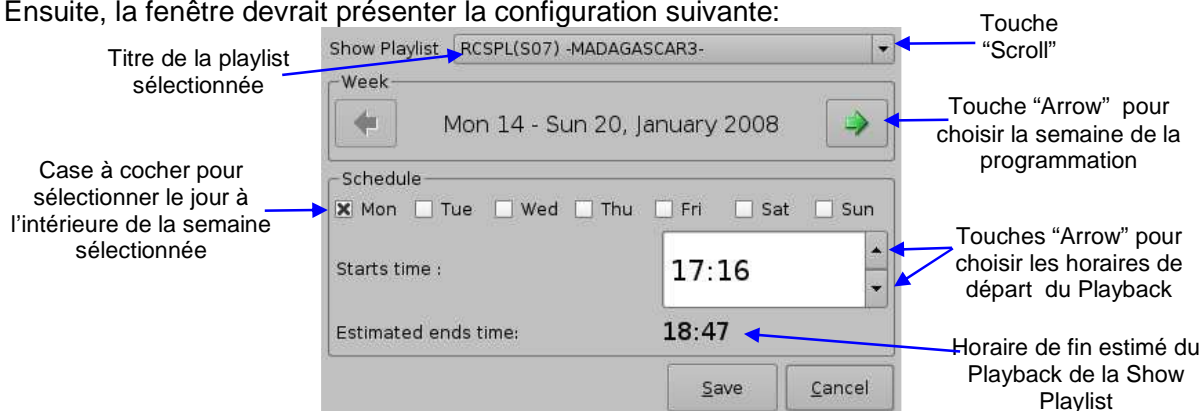 Ensuite, la fenêtre devrait présenter la configuration suivante:
Titre de la playlist
sélectionnée
Show Playlist RCSPL(S07) -MADAGASCAR3-
Touche
“Scroll”
Week
Mon 14 - Sun 20, January 2008
Touche “Arrow” pour
choisir la semaine de la
programmation
Case à cocher pour
sélectionner le jour à
l’intérieure de la semaine
sélectionnée
Schedule
Mon Tue Wed Thu Fri Sat Sun
Starts time :
17:16
Touches “Arrow” pour
choisir les horaires de
départ du Playback
Estimated ends time:
18:47
Horaire de fin estimé du
Playback de la Show
Playlist
Save Cancel